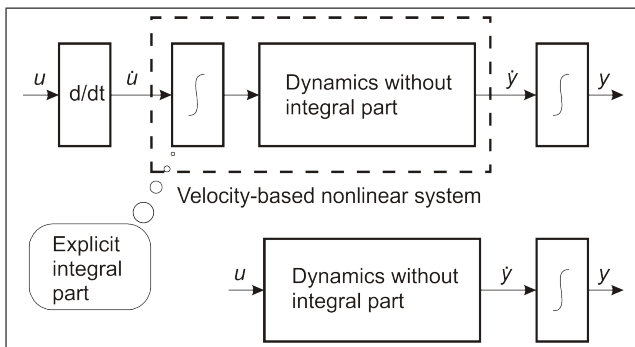 u
d/dt
u̇
∫
Dynamics without
integral part
ẏ
∫
y
Velocity-based nonlinear system
Explicit
integral
part
u
Dynamics without
integral part
ẏ
∫
y